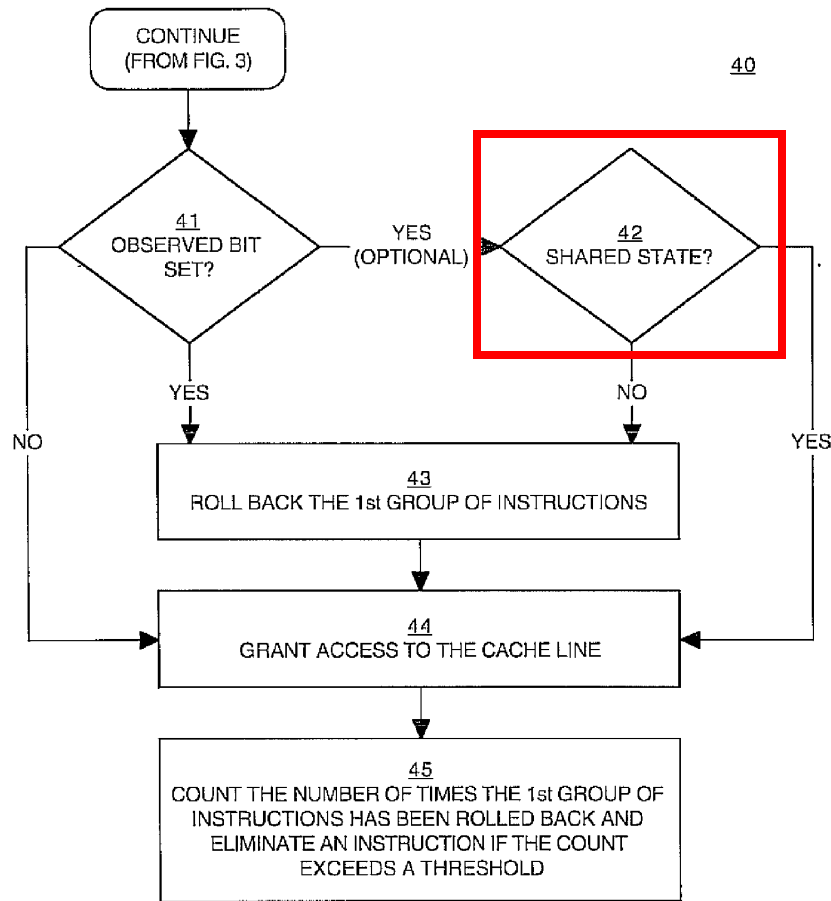 CONTINUE
(FROM FIG. 3)
40
41
OBSERVED BIT
SET?
YES
(OPTIONAL)
42
SHARED STATE?
YES
NO
NO
YES
43
ROLL BACK THE 1st GROUP OF INSTRUCTIONS
44
GRANT ACCESS TO THE CACHE LINE
45
COUNT THE NUMBER OF TIMES THE 1st GROUP OF
INSTRUCTIONS HAS BEEN ROLLED BACK AND
ELIMINATE AN INSTRUCTION IF THE COUNT
EXCEEDS A THRESHOLD